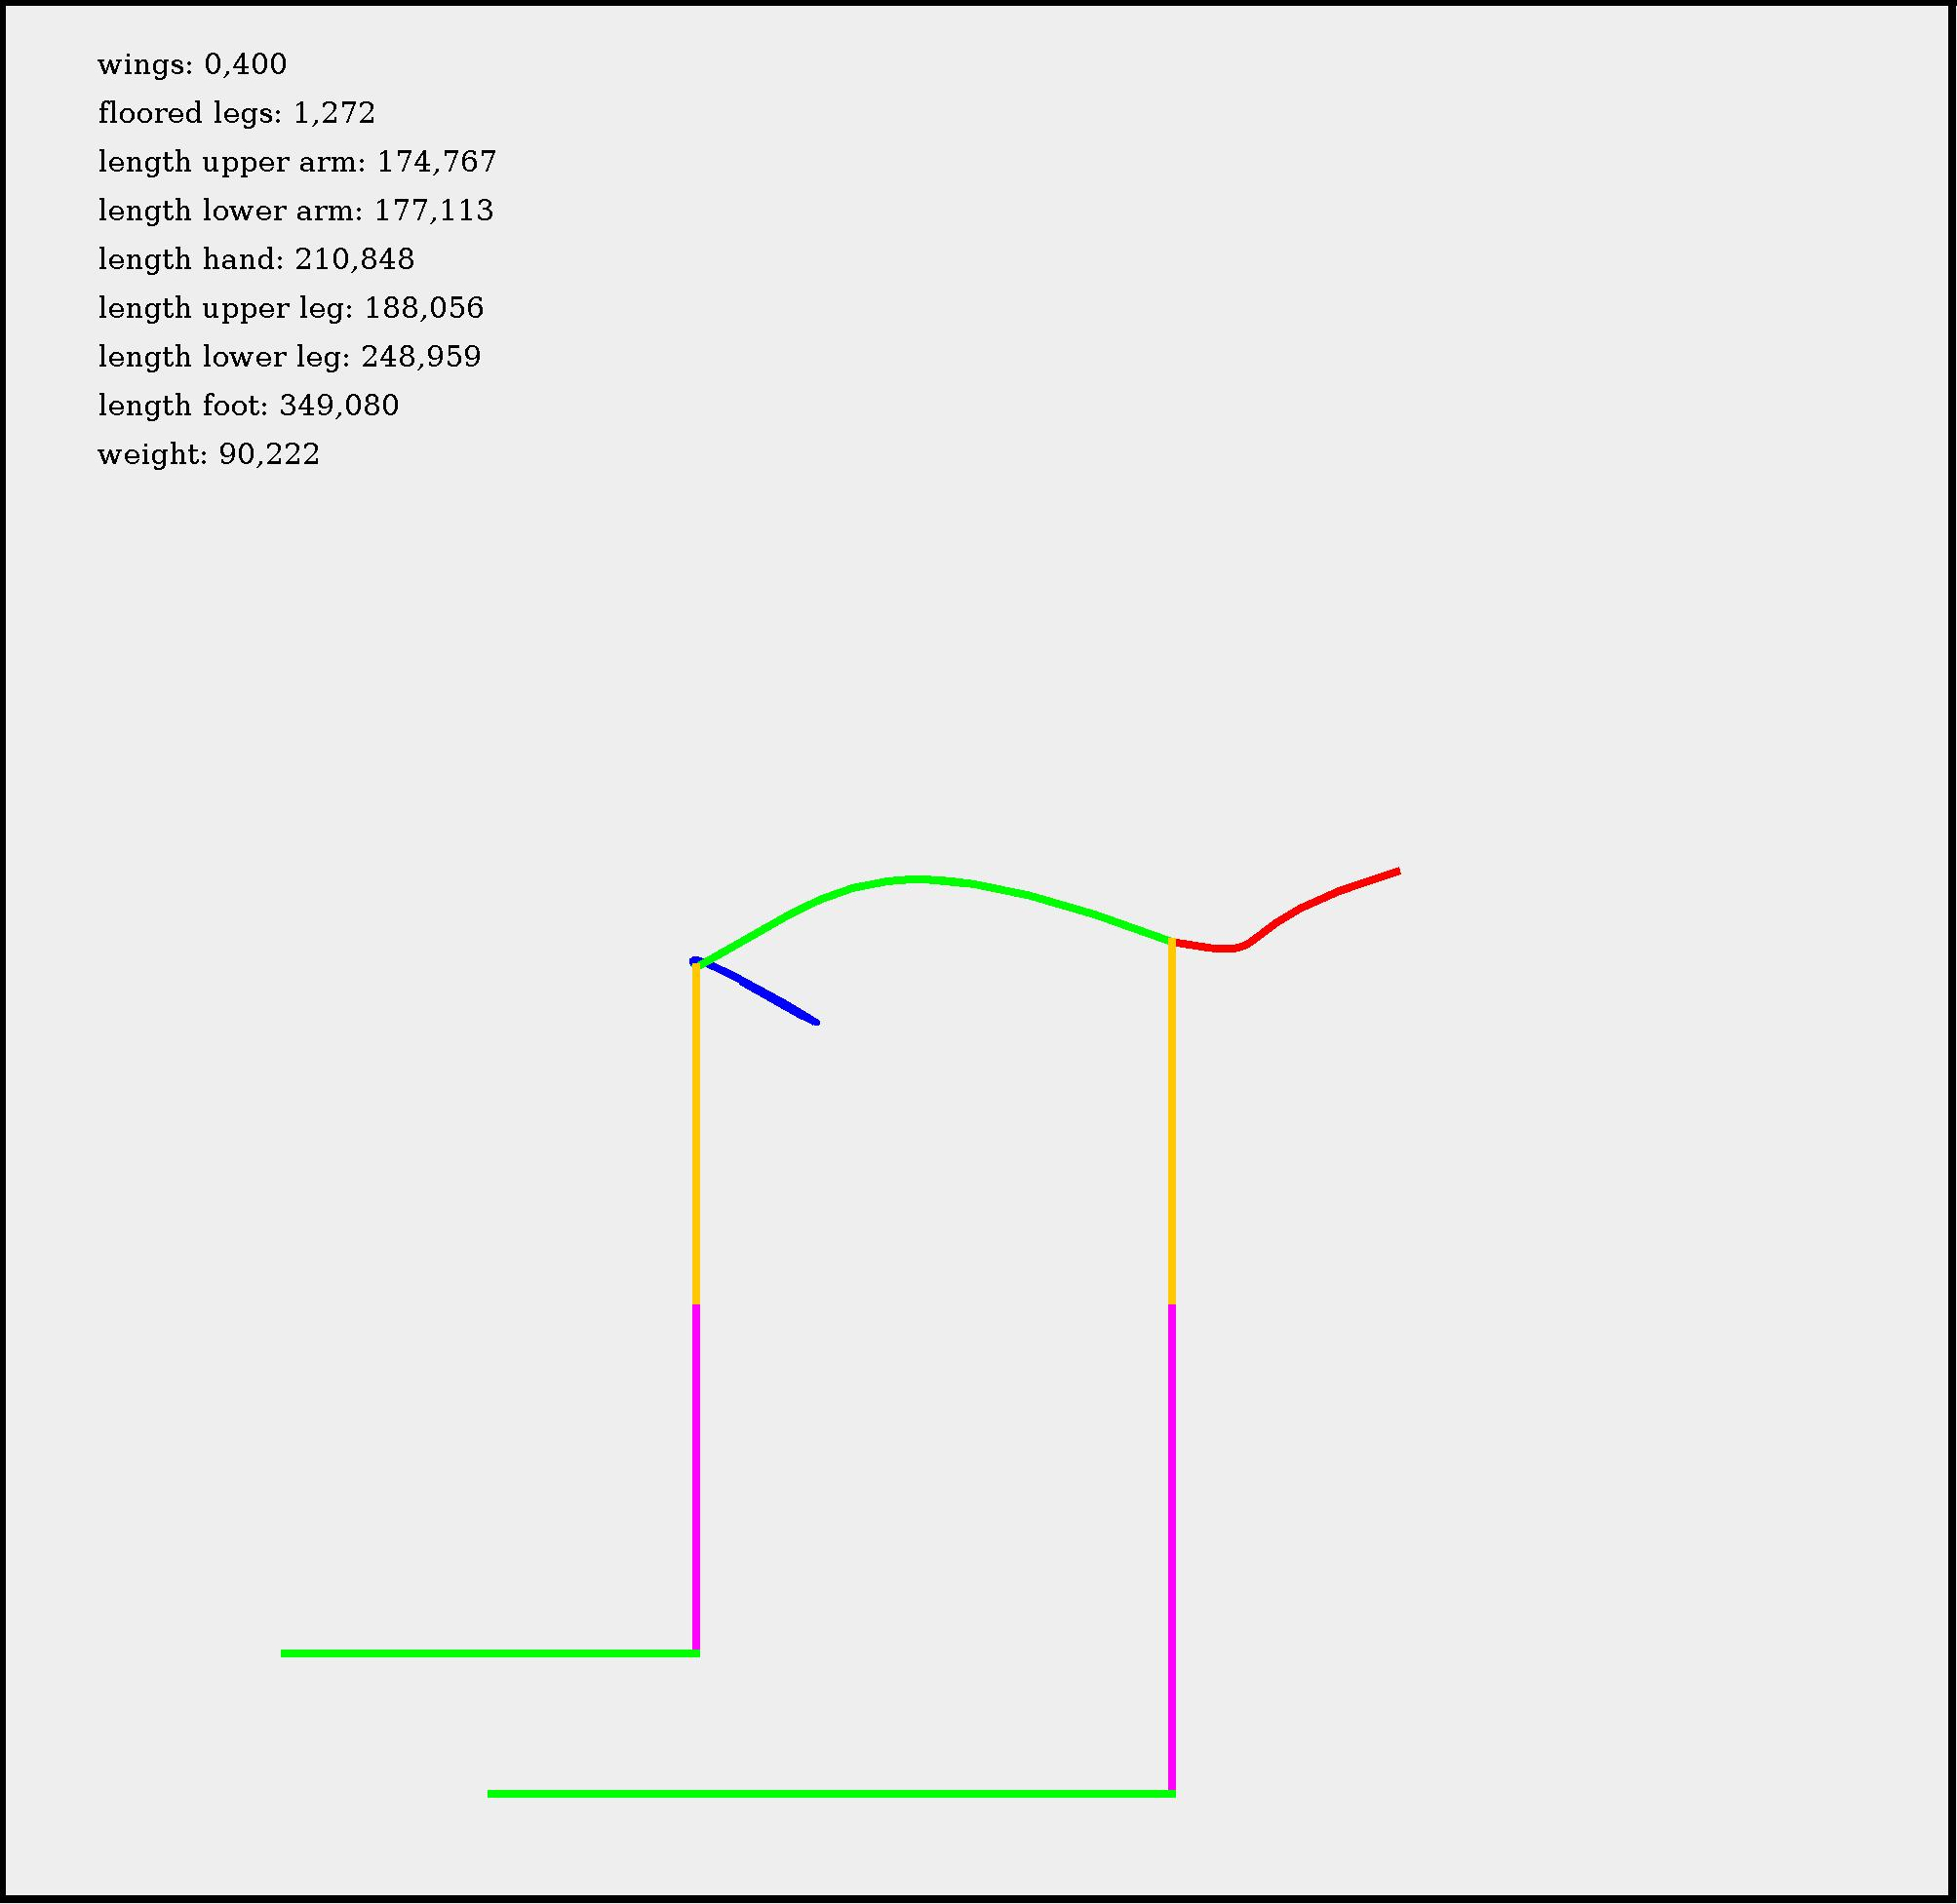 wings: 0,400
floored legs: 1,272
length upper arm: 174,767
length lower arm: 177,113
length hand: 210,848
length upper leg: 188,056
length lower leg: 248,959
length foot: 349,080
weight: 90,222